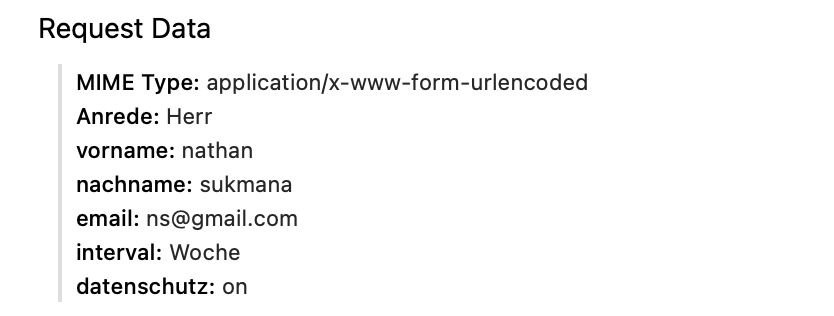 Request Data
MIME Type: application/x-www-form-urlencoded
Anrede: Herr
vorname: nathan
nachname: sukmana
email: ns@gmail.com
interval: Woche
datenschutz: on